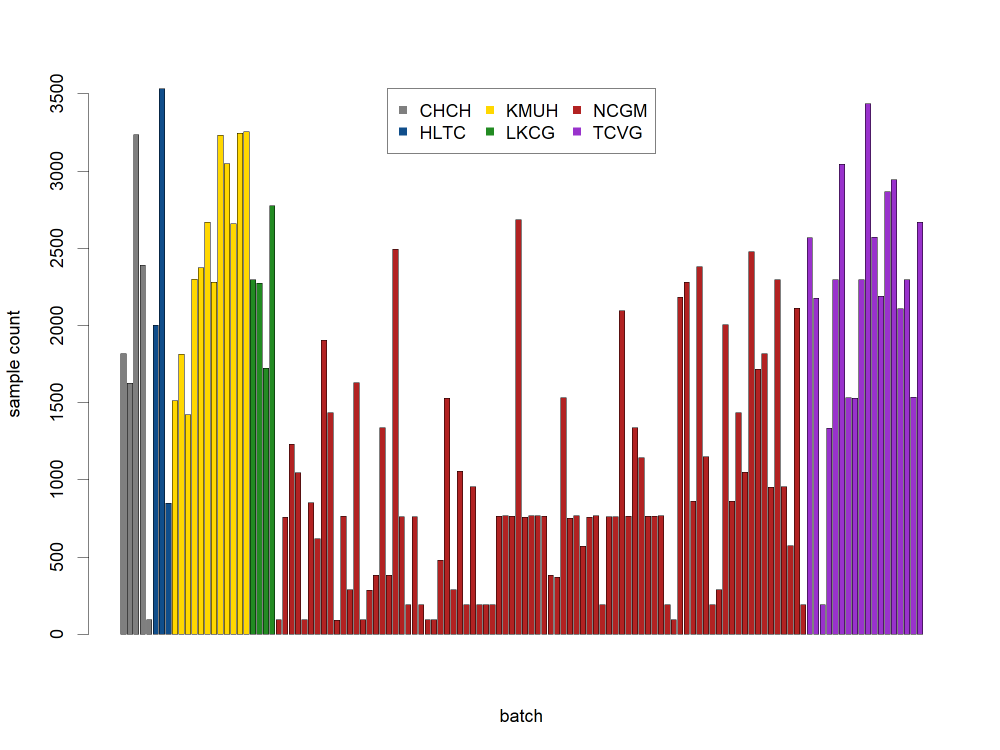 3500
3000
2500
2000
1500
1000
500
0
sample count
CHCH KMUH NCGM
HLTC LKCG TCVG
batch